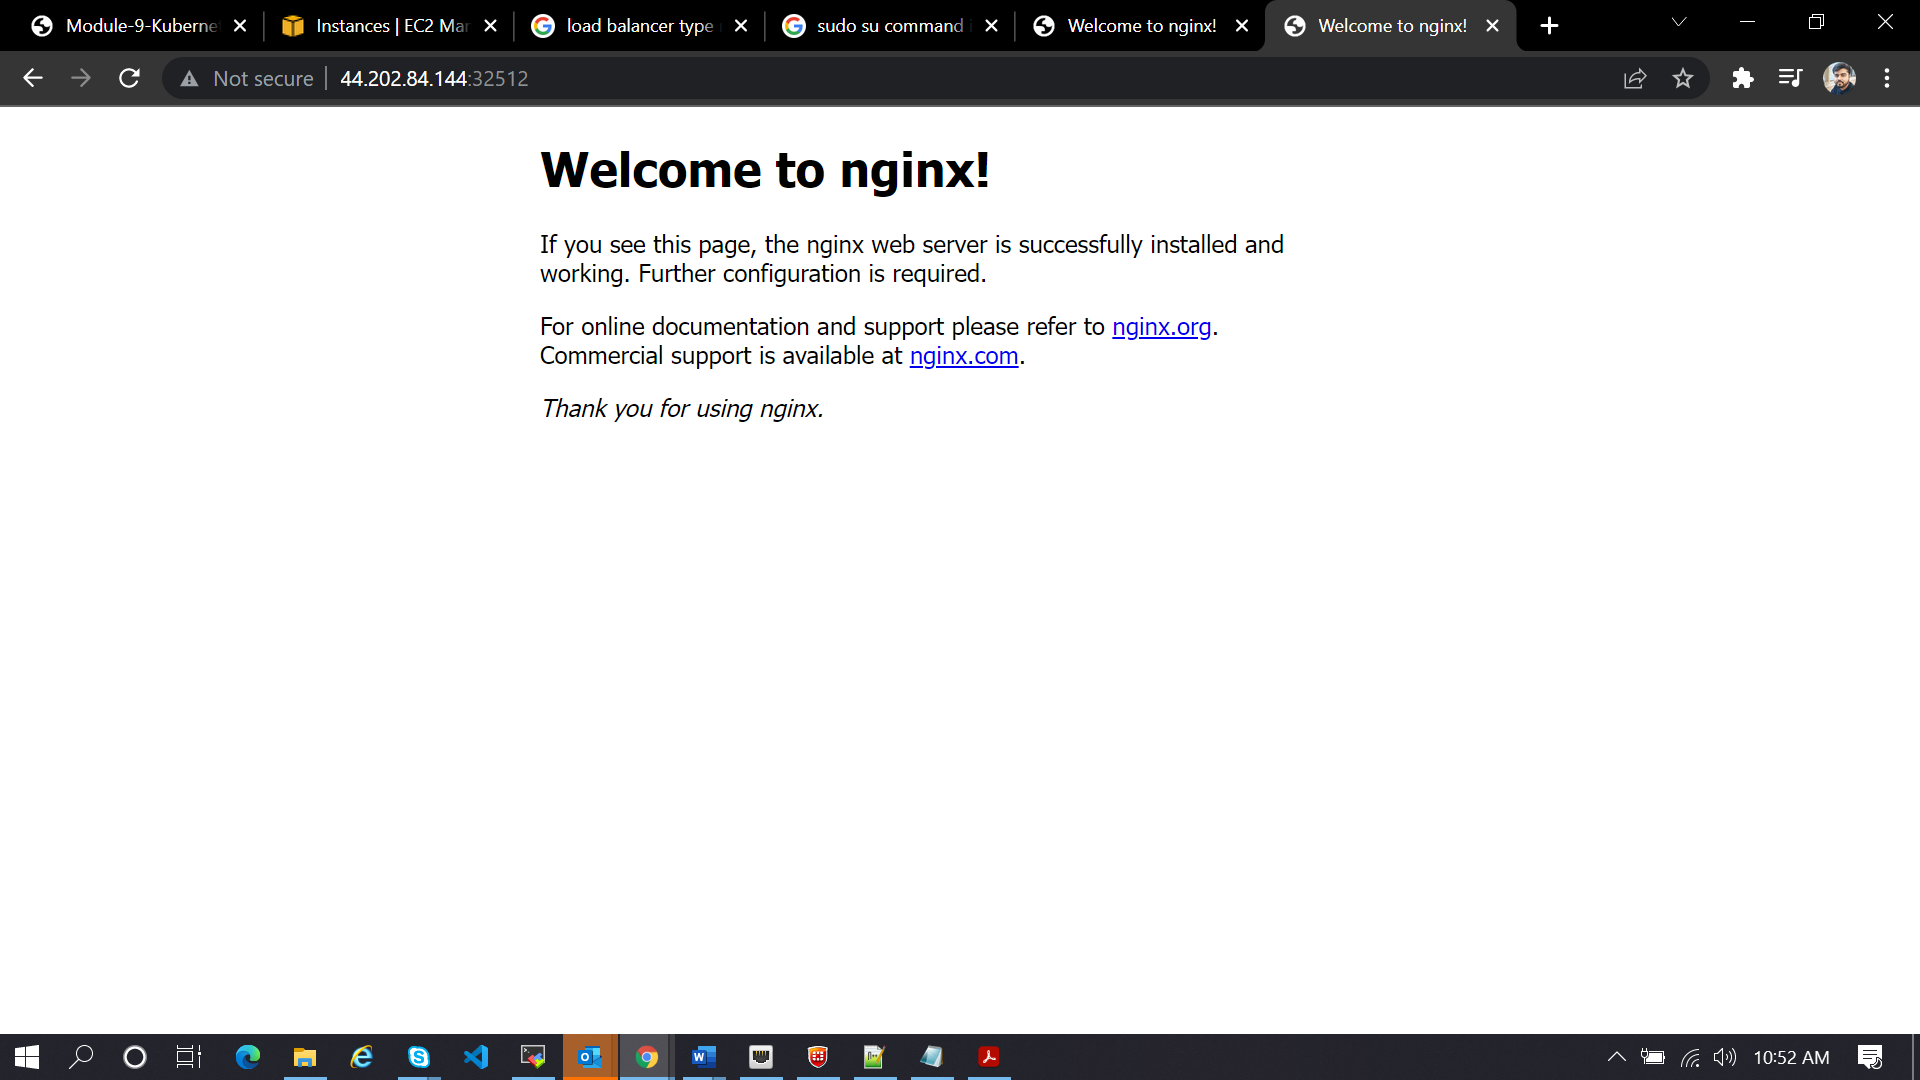 Module-9-Kuberne
Instances | EC2 Mar
load balancer type
sudo su command i
Welcome to nginx!
Welcome to nginx!
Not secure
44.202.84.144:32512
Welcome to nginx!
If you see this page, the nginx web server is successfully installed and
working. Further configuration is required.
For online documentation and support please refer to nginx.org.
Commercial support is available at nginx.com.
Thank you for using nginx.
10:52 AM